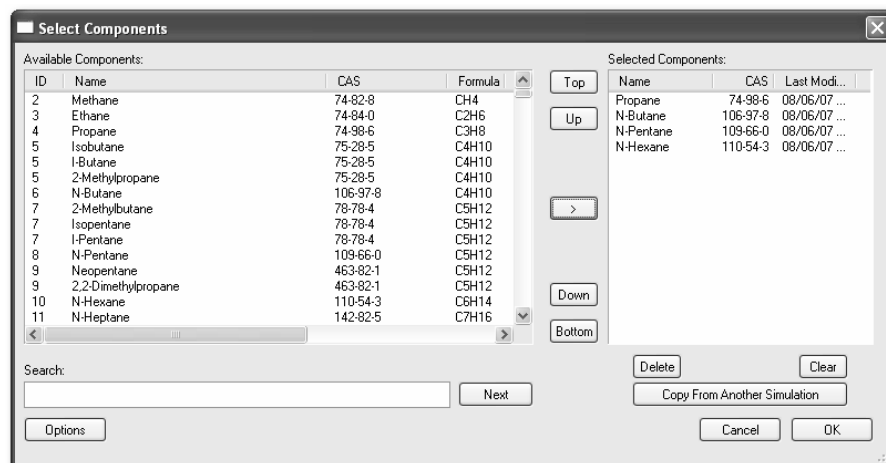 Select Components
Available Components:
ID Name CAS Formula
2 Methane 74-82-8 CH4
3 Ethane 74-84-0 C2H6
4 Propane 74-98-6 C3H8
5 Isobutane 75-28-5 C4H10
5 I-Butane 75-28-5 C4H10
5 2-Methylpropane 75-28-5 C4H10
6 N-Butane 106-97-8 C4H10
7 2-Methylbutane 78-78-4 C5H12
7 Isopentane 78-78-4 C5H12
7 I-Pentane 78-78-4 C5H12
8 N-Pentane 109-66-0 C5H12
9 Neopentane 463-82-1 C5H12
9 2,2-Dimethylpropane 463-82-1 C5H12
10 N-Hexane 110-54-3 C6H14
11 N-Heptane 142-82-5 C7H16
Search:
Next
Options
Top
Up
>
Down
Bottom
Selected Components:
Name CAS Last Modi...
Propane 74-98-6 08/06/07 ...
N-Butane 106-97-8 08/06/07 ...
N-Pentane 109-66-0 08/06/07 ...
N-Hexane 110-54-3 08/06/07 ...
Delete Clear
Copy From Another Simulation
Cancel OK